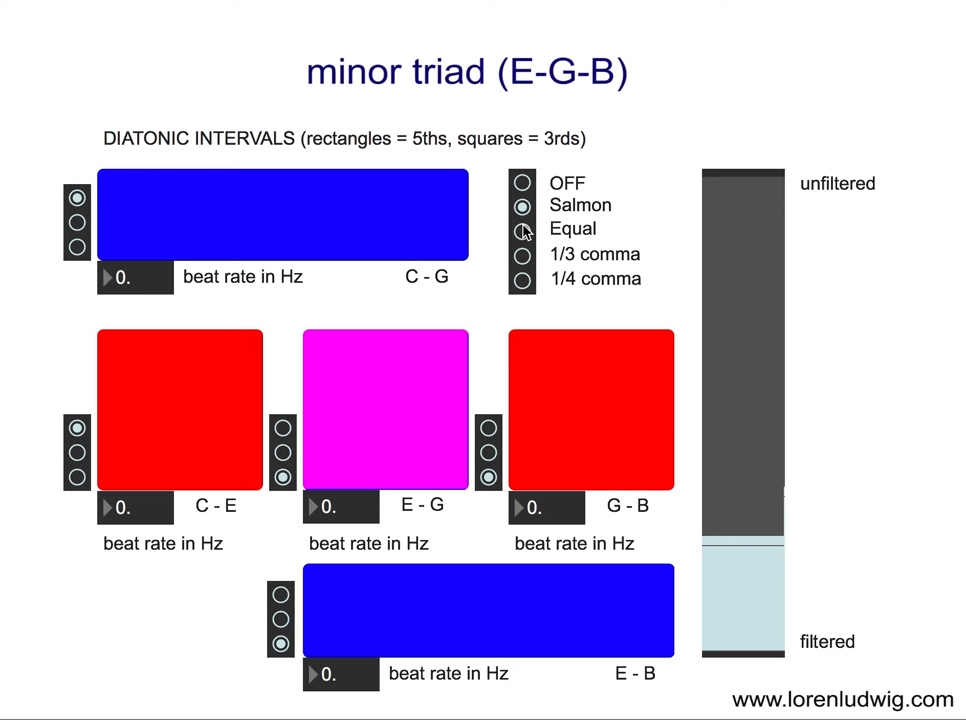 minor triad (E-G-B)
DIATONIC INTERVALS (rectangles = 5ths, squares = 3rds)
OFF
Salmon
Equal
1/3 comma
1/4 comma
unfiltered
0. beat rate in Hz C - G
0. C - E
beat rate in Hz
0. E - G
beat rate in Hz
0. G - B
beat rate in Hz
filtered
0. beat rate in Hz E - B
www.lorenludwig.com